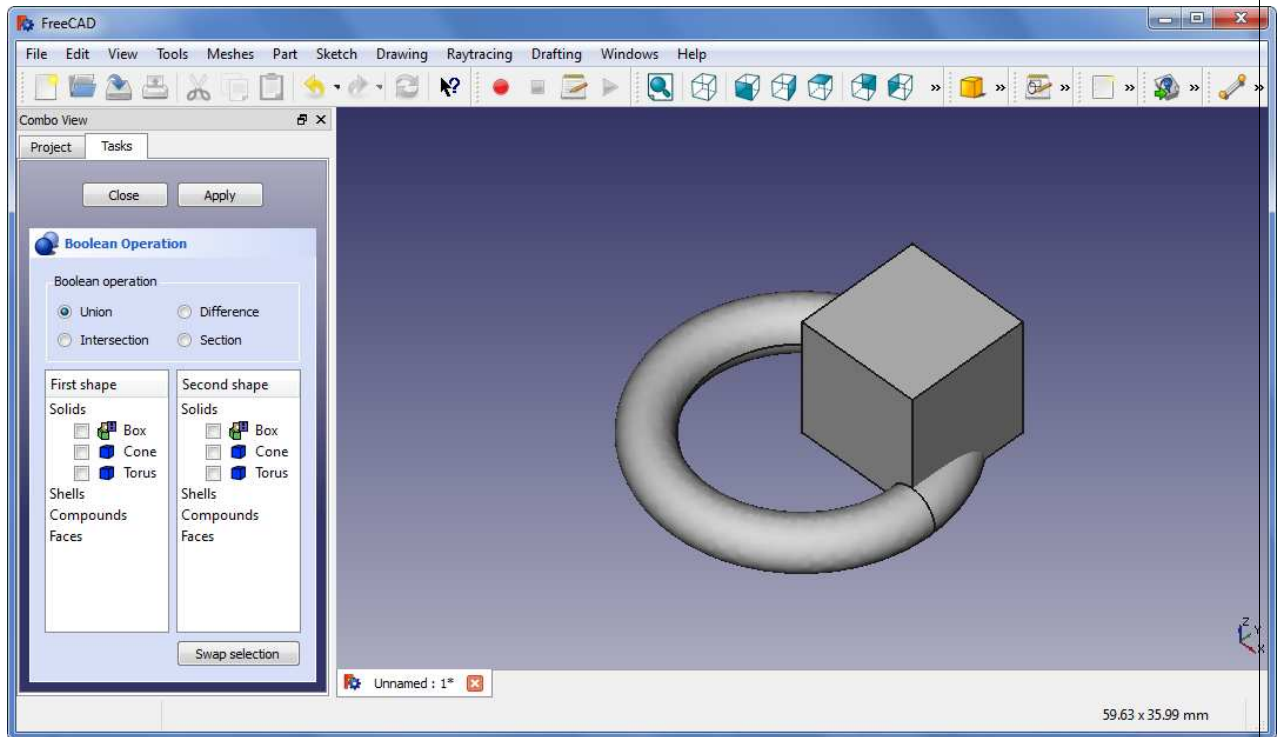 FreeCAD
File Edit View Tools Meshes Part Sketch Drawing Raytracing Drafting Windows Help
Combo View
Project Tasks
Close Apply
Boolean Operation
Boolean operation
Union Difference
Intersection Section
First shape
Solids
Box
Cone
Torus
Shells
Compounds
Faces
Second shape
Solids
Box
Cone
Torus
Shells
Compounds
Faces
Swap selection
Z Y
X
Unnamed : 1*
59.63 x 35.99 mm